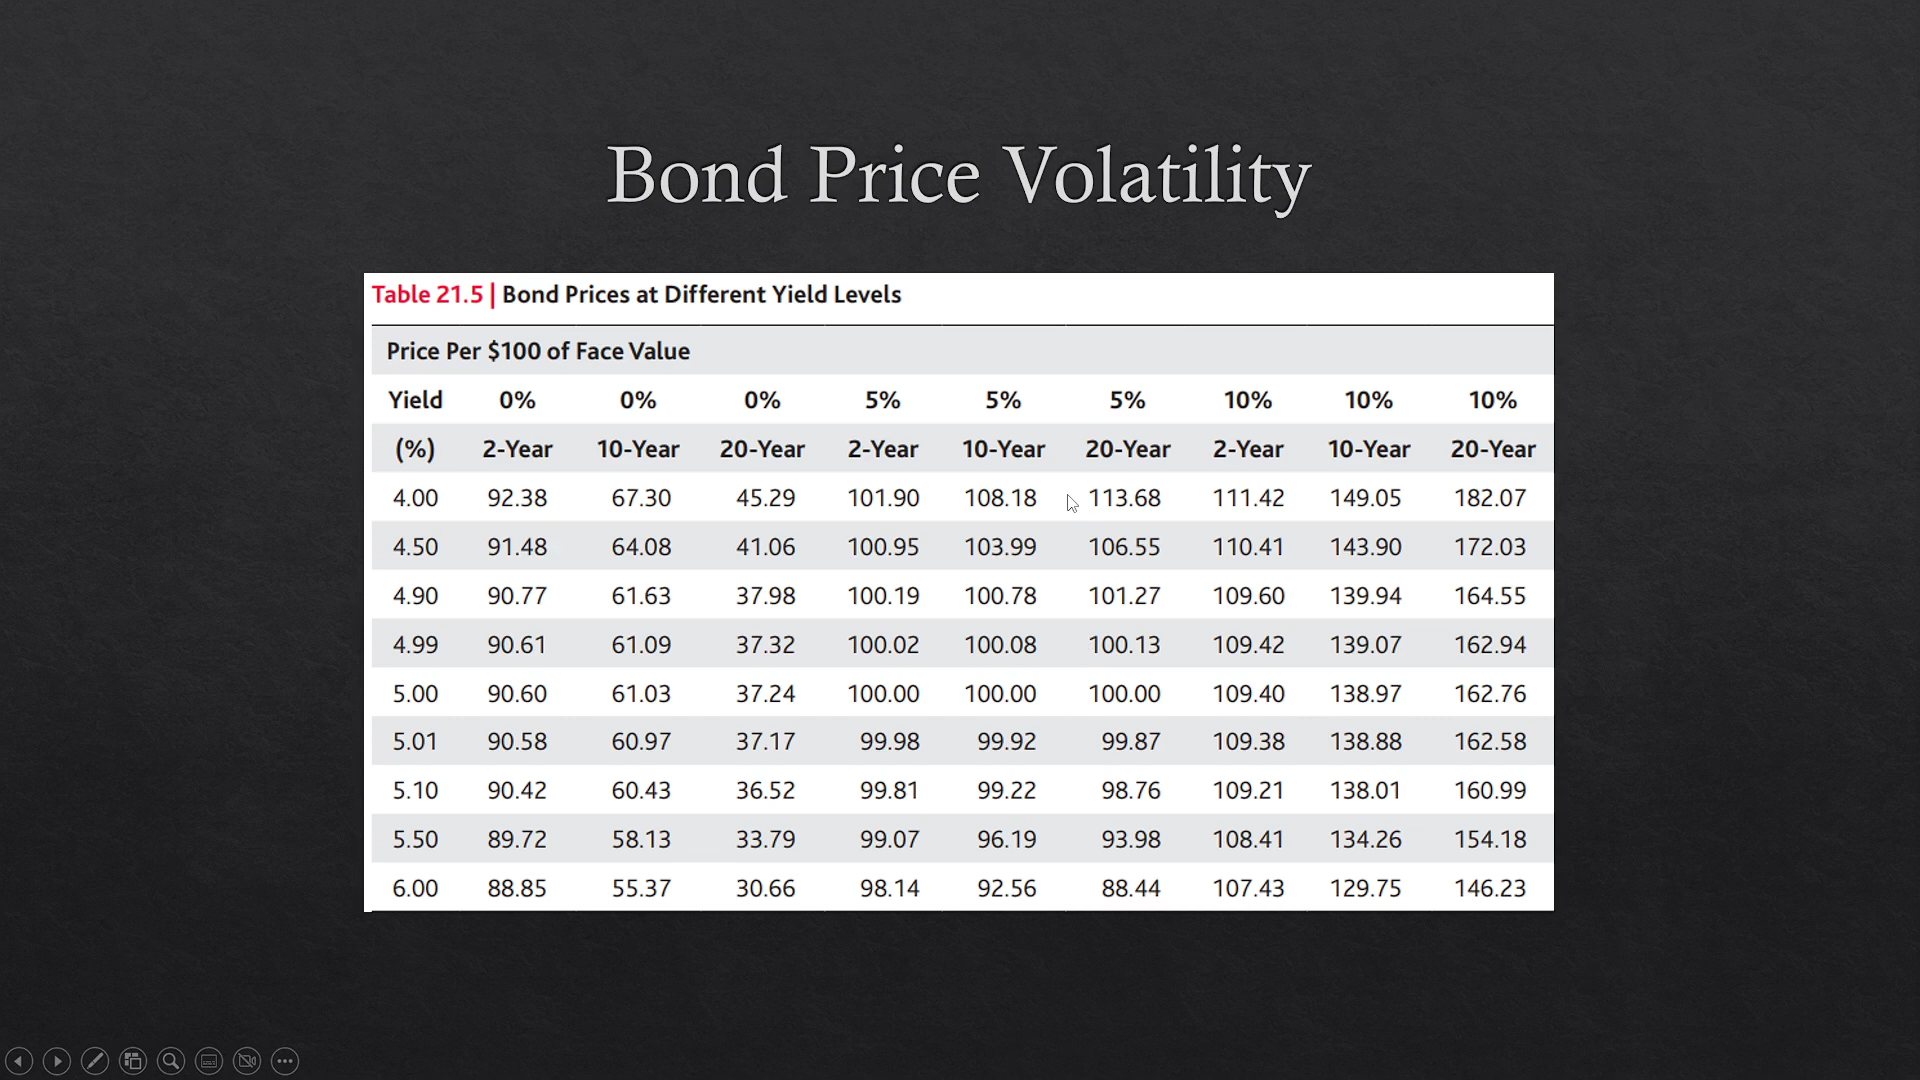 Bond Price Volatility
Table 21.5 | Bond Prices at Different Yield Levels
Price Per $100 of Face Value
Yield 0% 0% 0% 5% 5% 5% 10% 10% 10%
(%) 2-Year 10-Year 20-Year 2-Year 10-Year 20-Year 2-Year 10-Year 20-Year
4.00 92.38 67.30 45.29 101.90 108.18 113.68 111.42 149.05 182.07
4.50 91.48 64.08 41.06 100.95 103.99 106.55 110.41 143.90 172.03
4.90 90.77 61.63 37.98 100.19 100.78 101.27 109.60 139.94 164.55
4.99 90.61 61.09 37.32 100.02 100.08 100.13 109.42 139.07 162.94
5.00 90.60 61.03 37.24 100.00 100.00 100.00 109.40 138.97 162.76
5.01 90.58 60.97 37.17 99.98 99.92 99.87 109.38 138.88 162.58
5.10 90.42 60.43 36.52 99.81 99.22 98.76 109.21 138.01 160.99
5.50 89.72 58.13 33.79 99.07 96.19 93.98 108.41 134.26 154.18
6.00 88.85 55.37 30.66 98.14 92.56 88.44 107.43 129.75 146.23